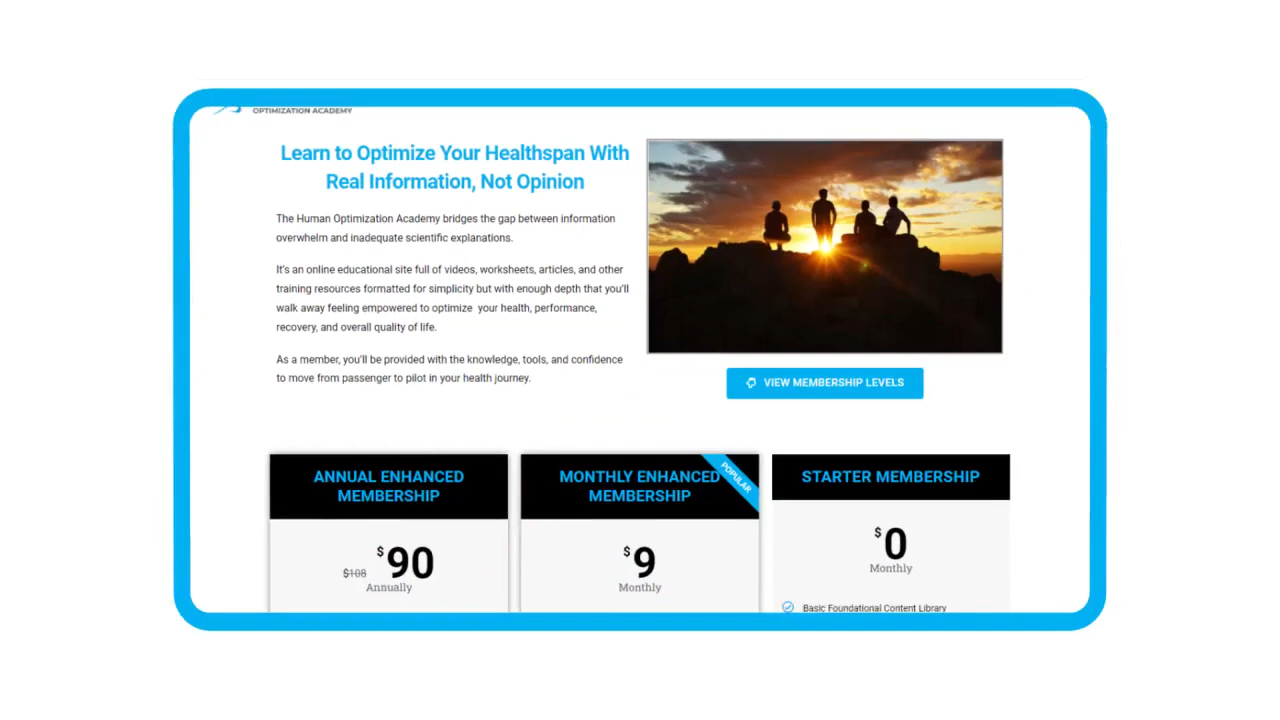 OPTIMIZATION ACADEMY
Learn to Optimize Your Healthspan With
Real Information, Not Opinion
The Human Optimization Academy bridges the gap between information
overwhelm and inadequate scientific explanations.
It's an online educational site full of videos, worksheets, articles, and other
training resources formatted for simplicity but with enough depth that you'll
walk away feeling empowered to optimize your health, performance,
recovery, and overall quality of life.
As a member, you'll be provided with the knowledge, tools, and confidence
to move from passenger to pilot in your health journey.
VIEW MEMBERSHIP LEVELS
ANNUAL ENHANCED
MEMBERSHIP
$108 $90
Annually
MONTHLY ENHANCED
MEMBERSHIP
POPULAR
$9
Monthly
STARTER MEMBERSHIP
$0
Monthly
Basic Foundational Content Library